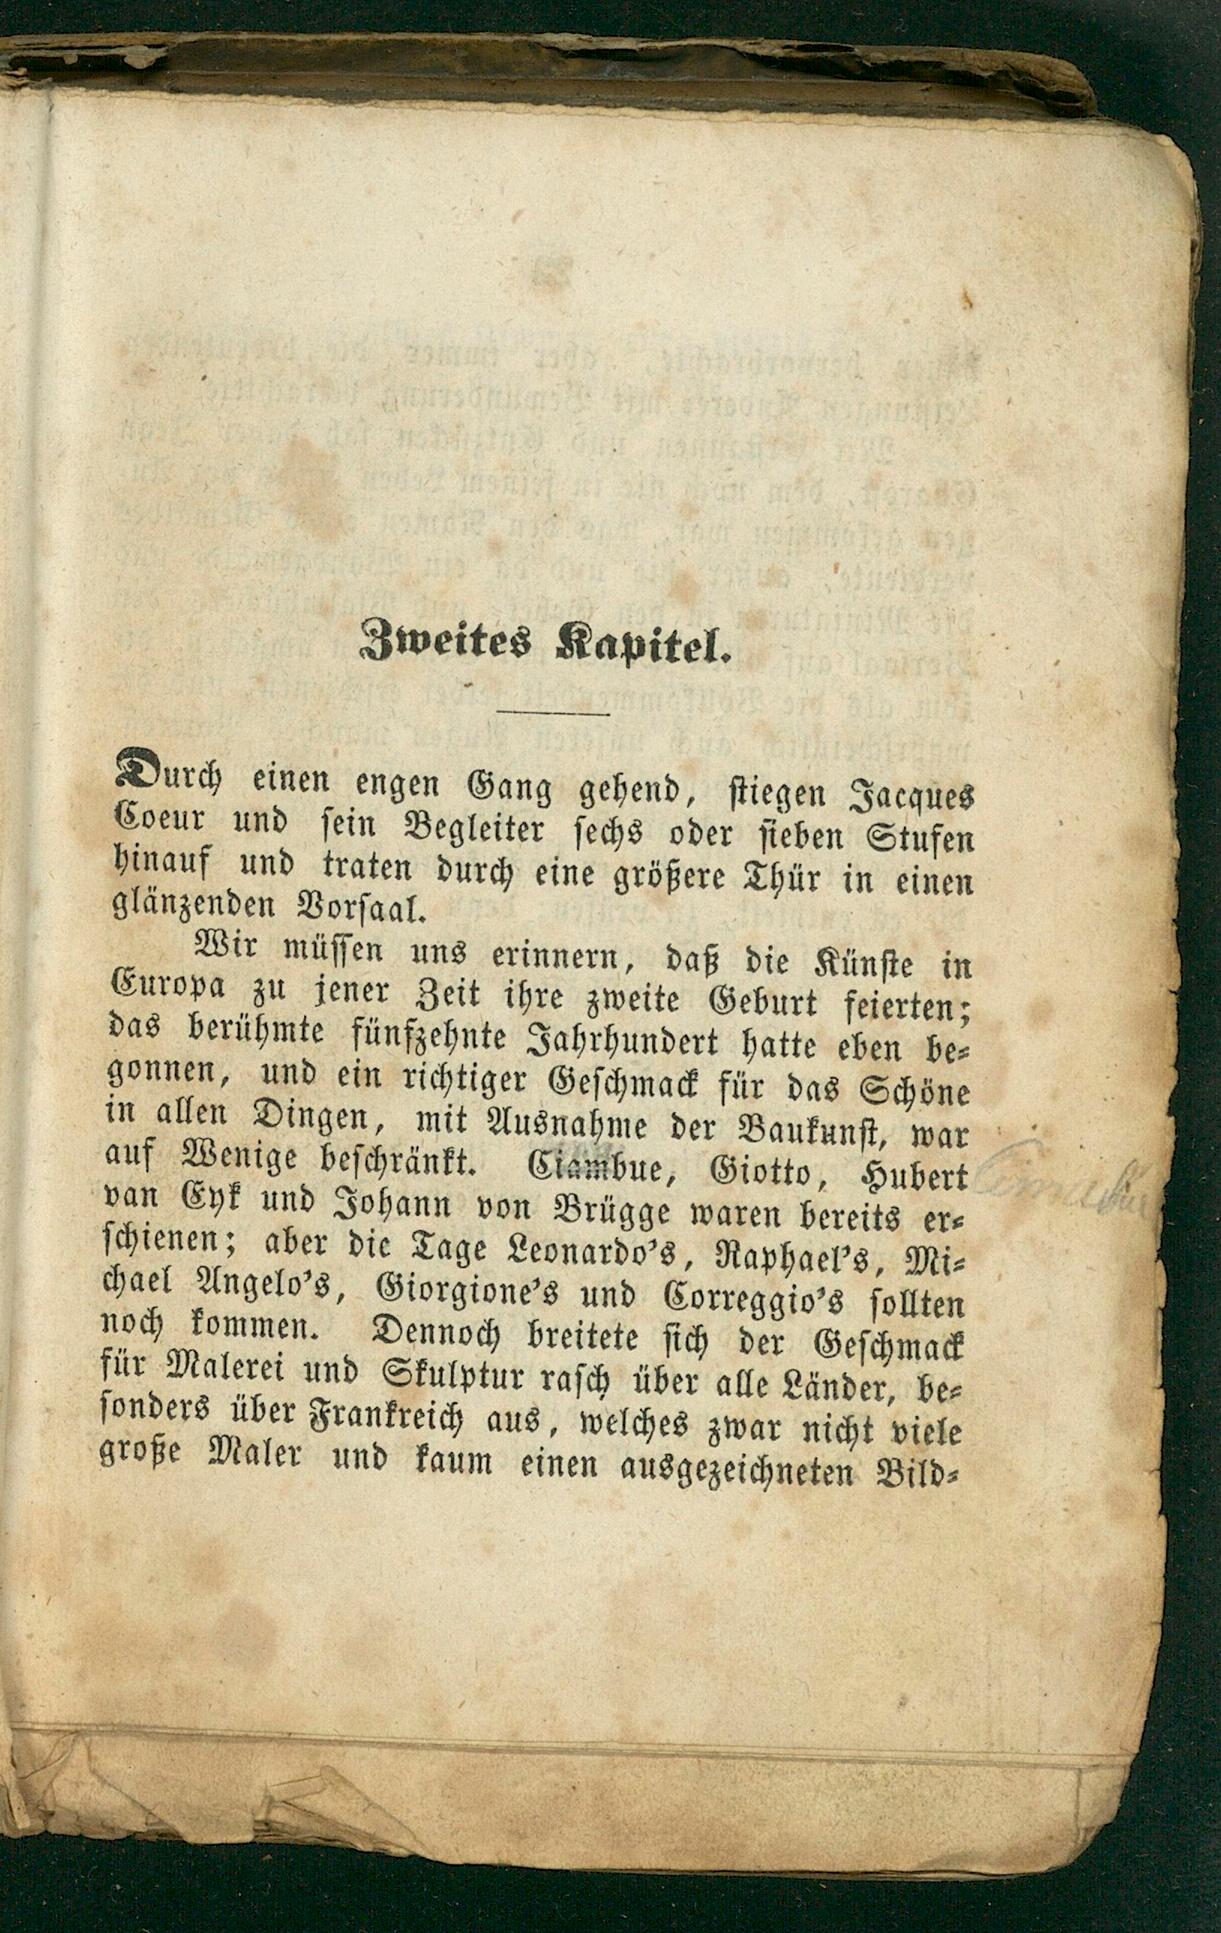 Zweites Kapitel.
Durch einen engen Gang gehend, stiegen Jacques
Coeur und sein Begleiter sechs oder sieben Stufen
hinauf und traten durch eine größere Thür in einen
glänzenden Vorsaal.
Wir müssen uns erinnern, daß die Künste in
Europa zu jener Zeit ihre zweite Geburt feierten;
das berühmte fünfzehnte Jahrhundert hatte eben be-
gonnen, und ein richtiger Geschmack für das Schöne
in allen Dingen, mit Ausnahme der Baukunst, war
auf Wenige beschränkt. Ciambue, Giotto, Hubert
van Eyk und Johann von Brügge waren bereits er-
schienen; aber die Tage Leonardo's, Raphael's, Mi-
chael Angelo's, Giorgione's und Correggio's sollten
noch kommen. Dennoch breitete sich der Geschmack
für Malerei und Skulptur rasch über alle Länder, be-
sonders über Frankreich aus, welches zwar nicht viele
große Maler und kaum einen ausgezeichneten Bild-